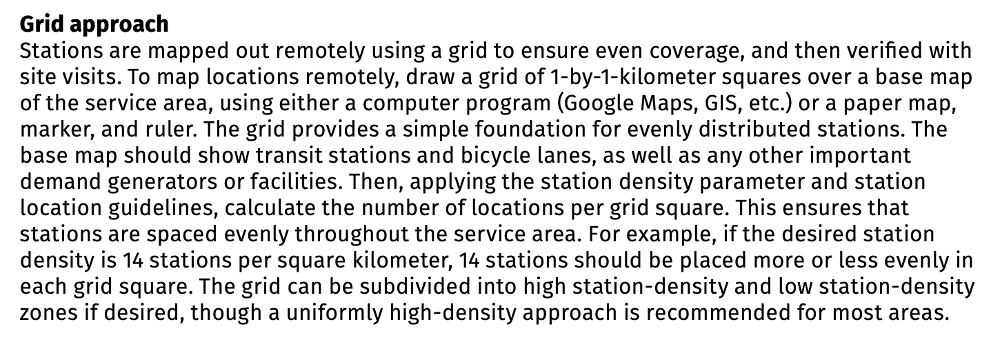 Grid approach
Stations are mapped out remotely using a grid to ensure even coverage, and then verified with
site visits. To map locations remotely, draw a grid of 1-by-1-kilometer squares over a base map
of the service area, using either a computer program (Google Maps, GIS, etc.) or a paper map,
marker, and ruler. The grid provides a simple foundation for evenly distributed stations. The
base map should show transit stations and bicycle lanes, as well as any other important
demand generators or facilities. Then, applying the station density parameter and station
location guidelines, calculate the number of locations per grid square. This ensures that
stations are spaced evenly throughout the service area. For example, if the desired station
density is 14 stations per square kilometer, 14 stations should be placed more or less evenly in
each grid square. The grid can be subdivided into high station-density and low station-density
zones if desired, though a uniformly high-density approach is recommended for most areas.